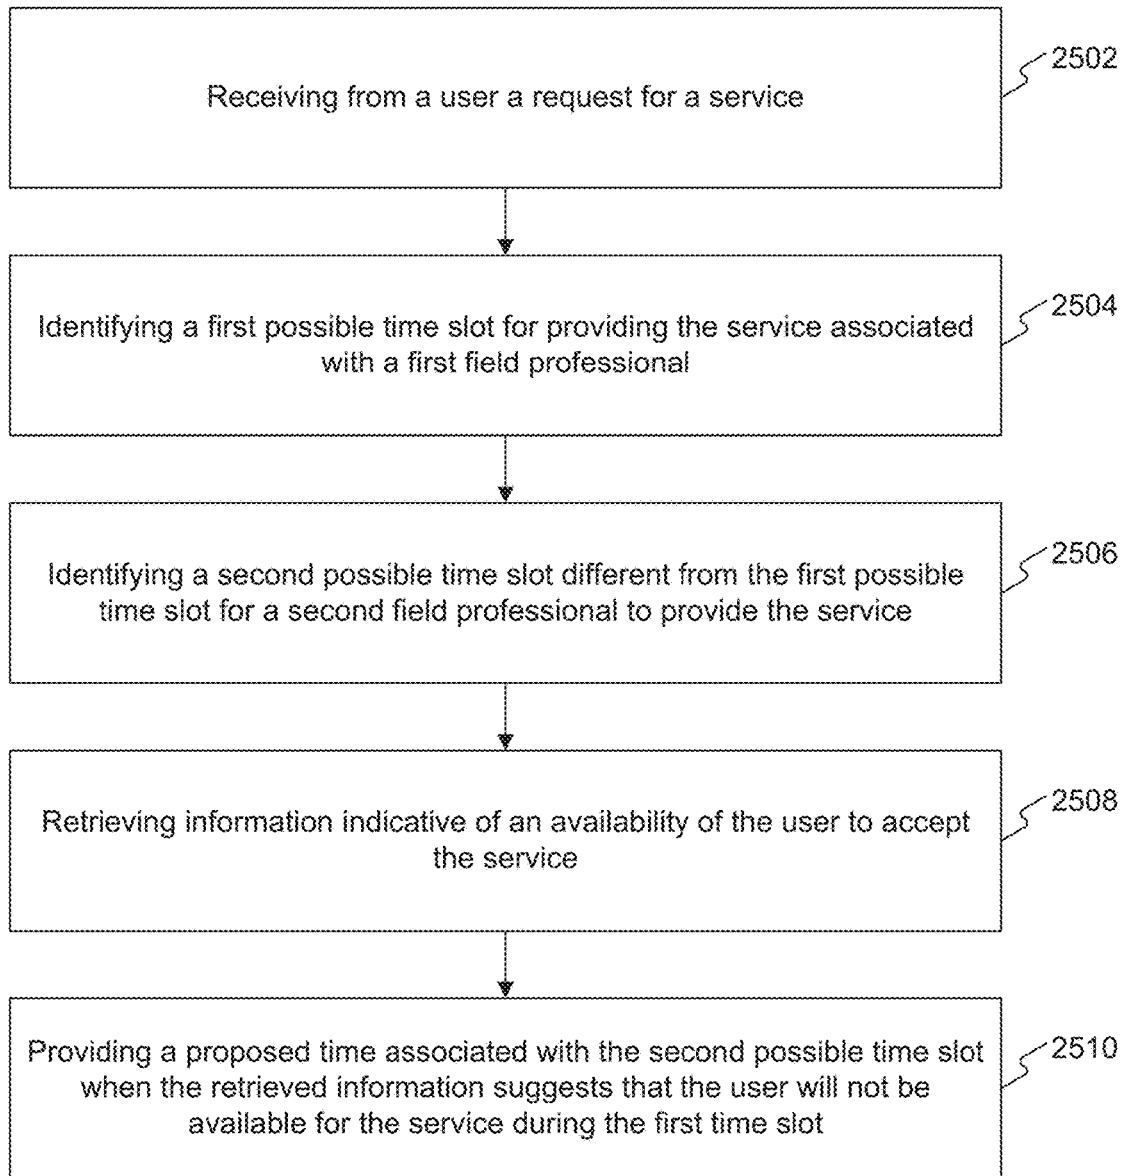 Receiving from a user a request for a service
2502
Identifying a first possible time slot for providing the service associated
with a first field professional
2504
Identifying a second possible time slot different from the first possible
time slot for a second field professional to provide the service
2506
Retrieving information indicative of an availability of the user to accept
the service
2508
Providing a proposed time associated with the second possible time slot
when the retrieved information suggests that the user will not be
available for the service during the first time slot
2510